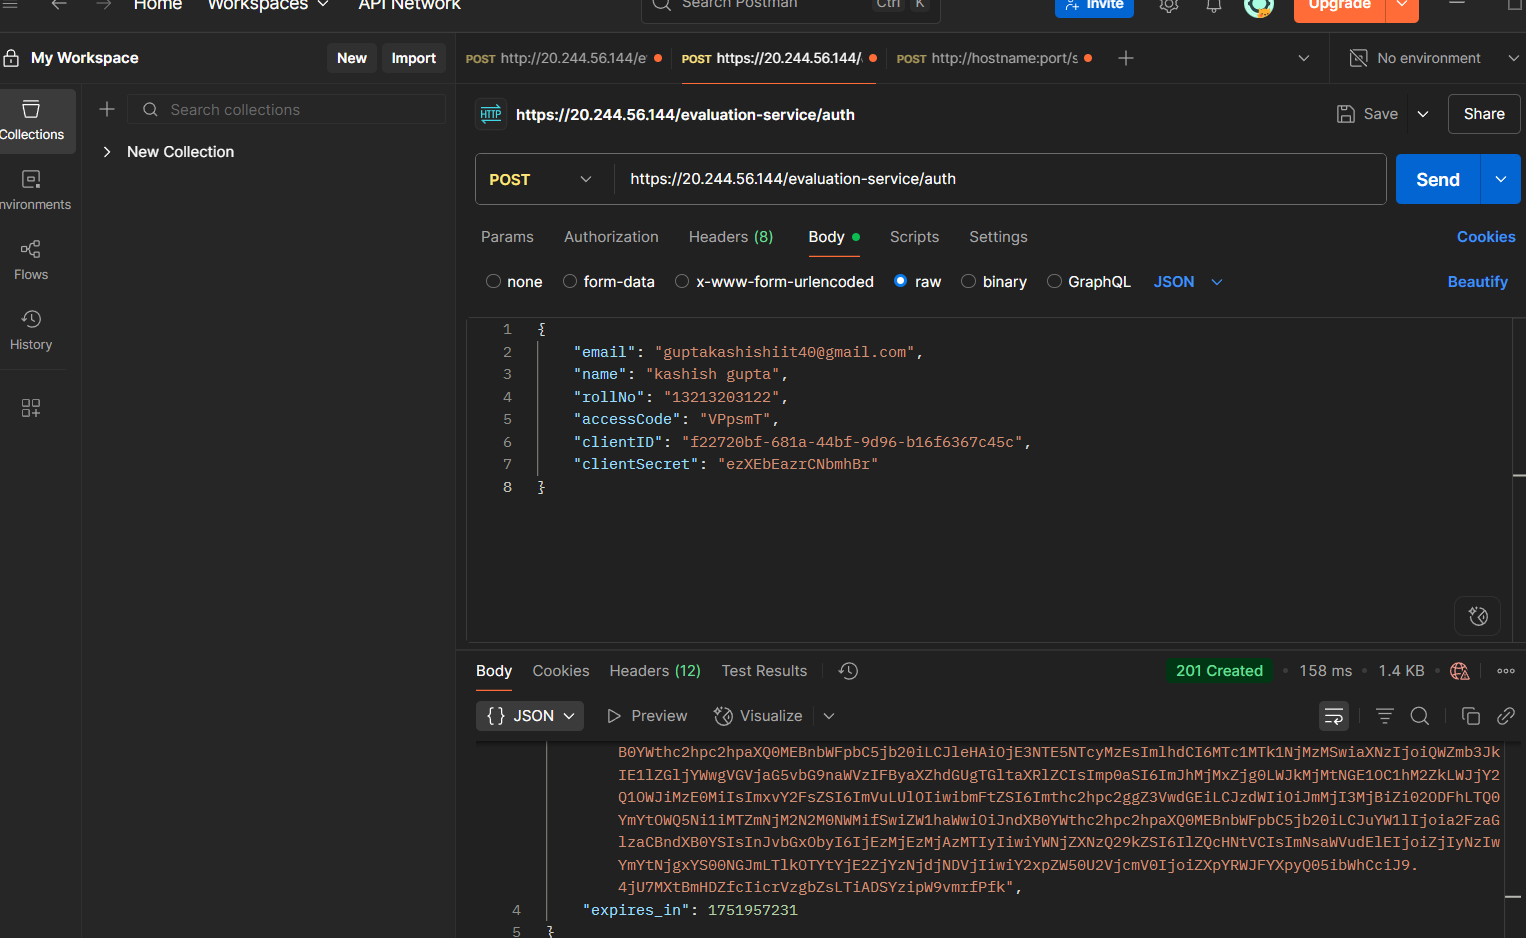 Home Workspaces API Network Search Postman Ctrl K Invite Upgrade
My Workspace New Import POST http://20.244.56.144/e POST https://20.244.56.144/ POST http://hostname:port/s No environment
Collections
Search collections
https://20.244.56.144/evaluation-service/auth Save Share
New Collection
POST https://20.244.56.144/evaluation-service/auth Send
nvironments
Params Authorization Headers (8) Body Scripts Settings Cookies
Flows
none form-data x-www-form-urlencoded raw binary GraphQL JSON Beautify
History
1 {
2 "email": "guptakashishiit40@gmail.com",
3 "name": "kashish gupta",
4 "rollNo": "13213203122",
5 "accessCode": "VPpsmT",
6 "clientID": "f22720bf-681a-44bf-9d96-b16f6367c45c",
7 "clientSecret": "ezXEbEazrCNbmhBr"
8 }
Body Cookies Headers (12) Test Results 201 Created 158 ms 1.4 KB
{} JSON Preview Visualize
4jU7MXtBmHDZfcIicrVzgbZsLTiADSYzipW9vmrfPfk",
4 "expires_in": 1751957231
5 }